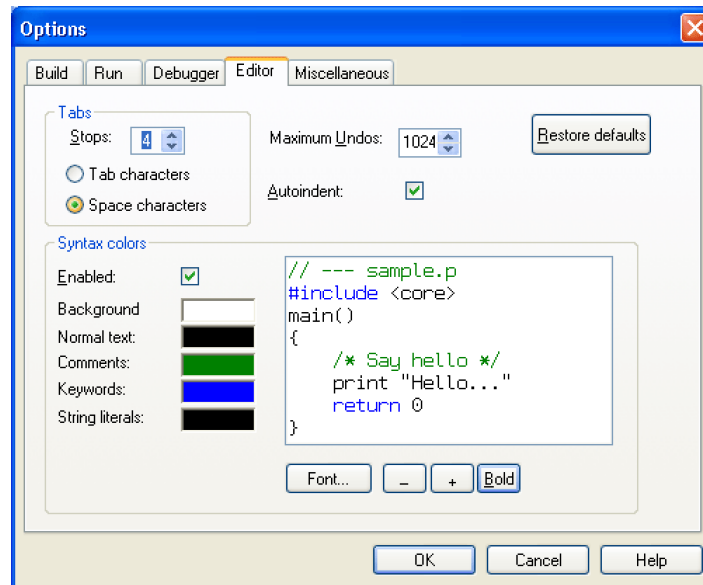 Options
Build Run Debugger Editor Miscellaneous
Tabs
Stops: 4
Maximum Undos: 1024
Restore defaults
Tab characters
Autoindent:
Space characters
Syntax colors
Enabled:
Background
Normal text:
Comments:
Keywords:
String literals:
// --- sample.p
#include <core>
main()
{
    /* Say hello */
    print "Hello..."
    return 0
}
Font... _ + Bold
OK Cancel Help